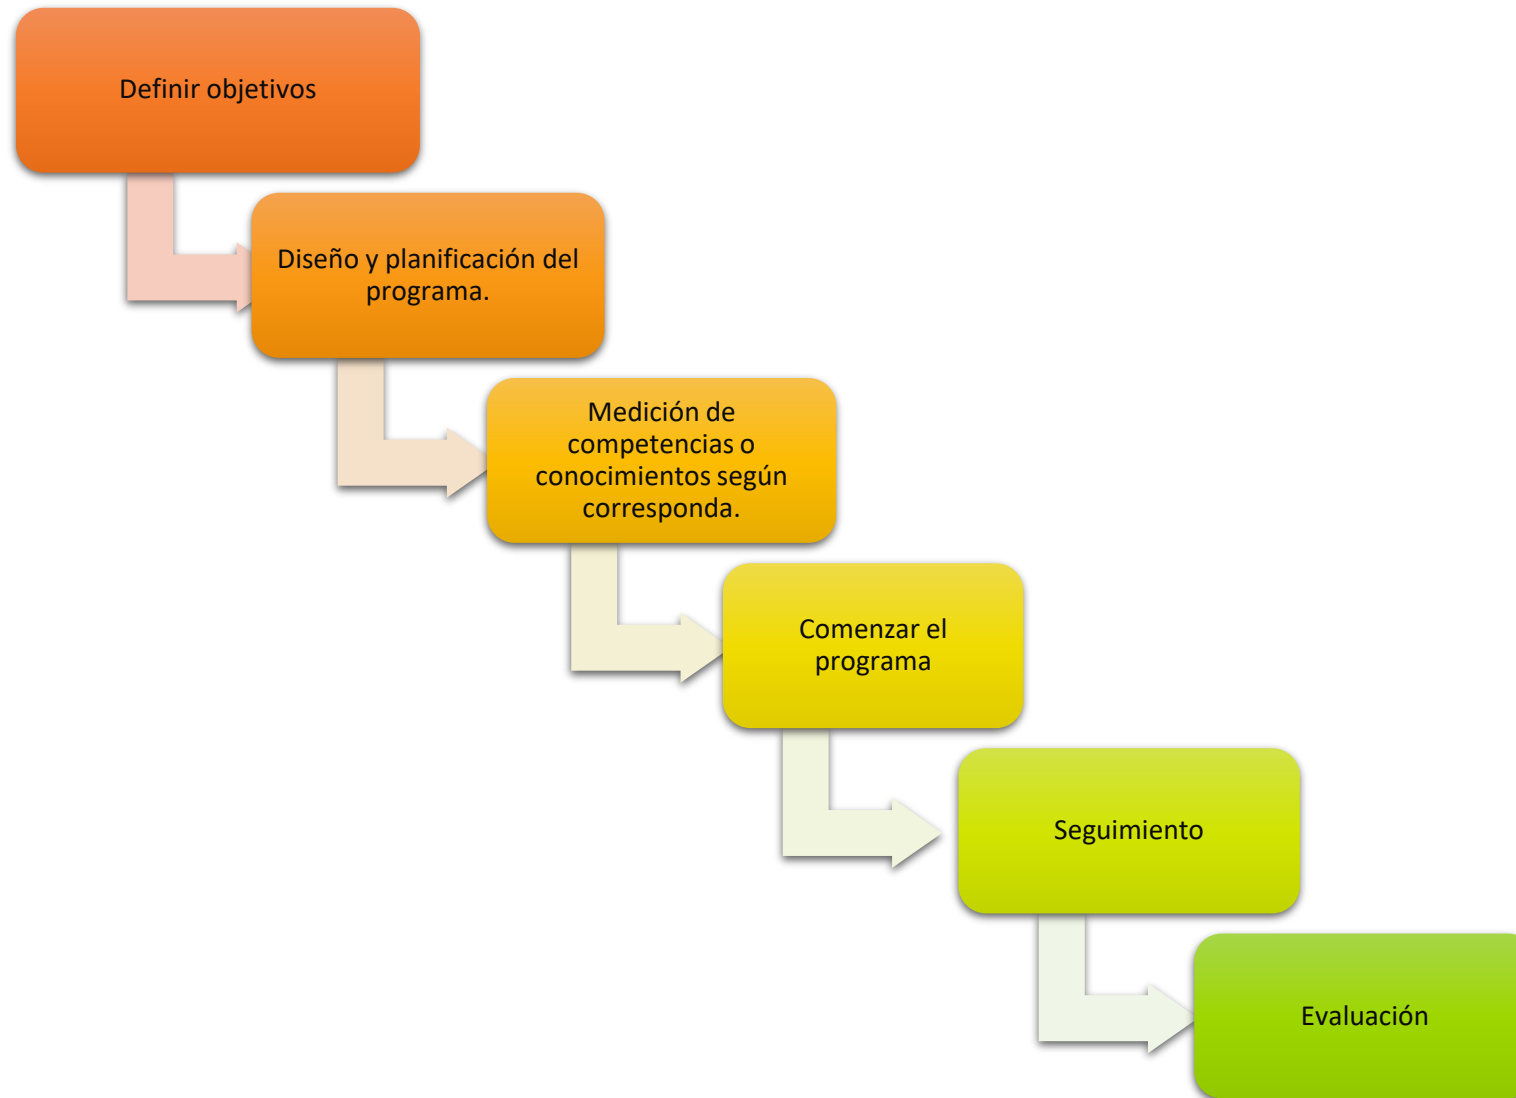 Definir objetivos
Diseño y planificación del
programa.
Medición de
competencias o
conocimientos según
corresponda.
Comenzar el
programa
Seguimiento
Evaluación